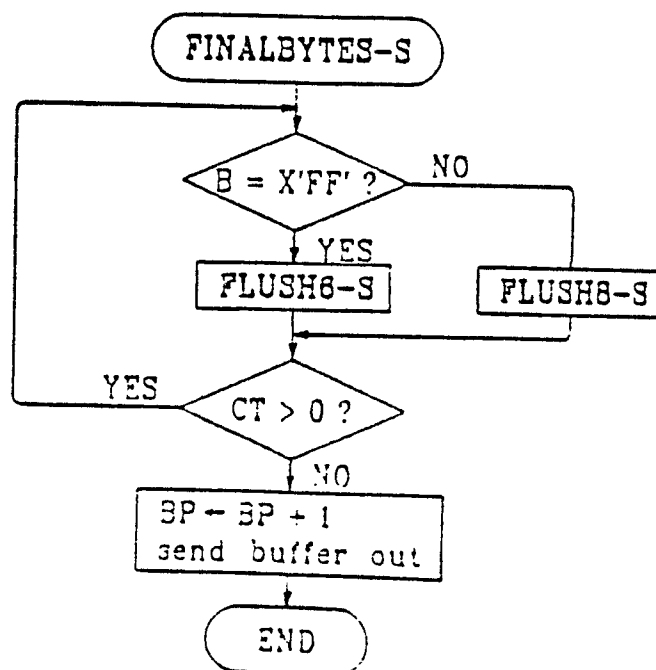 FINALBYTES-S
B = X'FF' ?
NO
YES
FLUSH6-S
FLUSH8-S
YES
CT > 0 ?
NO
BP ← BP + 1
send buffer out
END